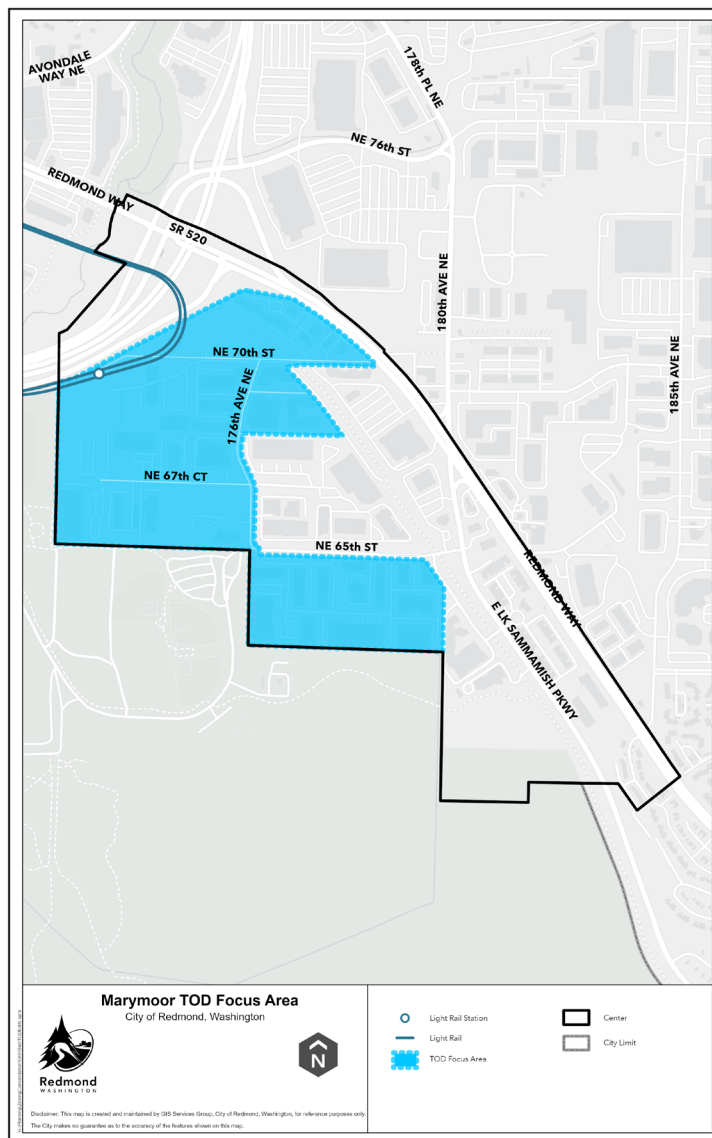 AVONDALE
WAY NE
178th PL NE
NE 76th ST
REDMOND WAY
SR 520
180th AVE NE
185th AVE NE
NE 70th ST
176th AVE NE
NE 67th CT
NE 65th ST
REDMOND WAY
E LK SAMMAMISH PKWY
Marymoor TOD Focus Area
City of Redmond, Washington
N
Redmond
WASHINGTON
Light Rail Station
Light Rail
TOD Focus Area
Center
City Limit
Disclaimer: This map is created and maintained by GIS Services Group, City of Redmond, Washington, for reference purposes only.
The City makes no guarantee as to the accuracy of the features shown on this map.